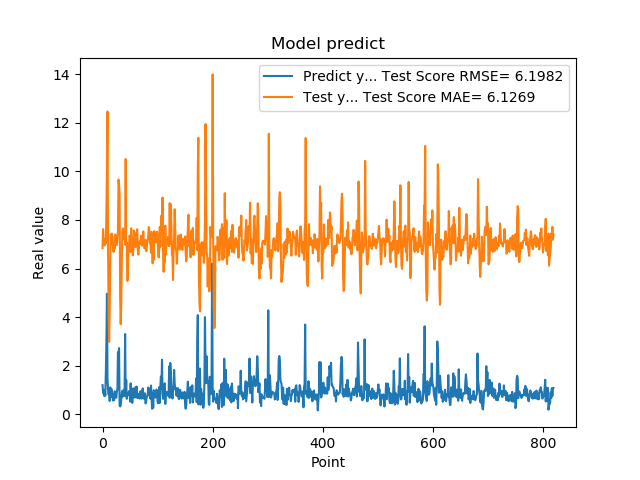 Model predict
Predict y... Test Score RMSE= 6.1982
Test y... Test Score MAE= 6.1269
Real value
14
12
10
8
6
4
2
0
0 200 400 600 800
Point